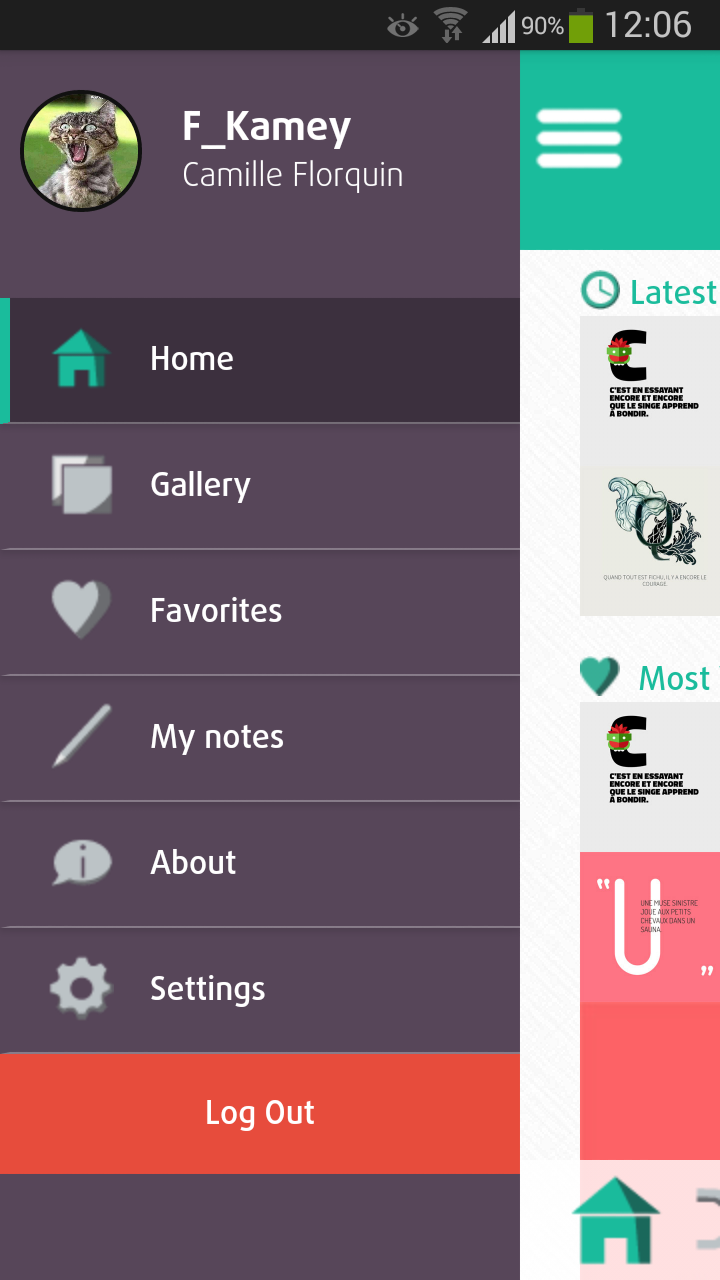 90% 12:06
F_Kamey
Camille Florquin
Home
Gallery
Favorites
My notes
About
Settings
Log Out
Latest
C
C'EST EN ESSAYANT
ENCORE ET ENCORE
QUE LE SINGE APPREND
À BONDIR.
Q
QUAND TOUT EST FICHU, IL Y A ENCORE LE
COURAGE
Most
C
C'EST EN ESSAYANT
ENCORE ET ENCORE
QUE LE SINGE APPREND
À BONDIR.
"U"
UNE MUSE SINISTRE
JOUE AUX PETITS
CHEVAUX DANS UN
SAUNA.